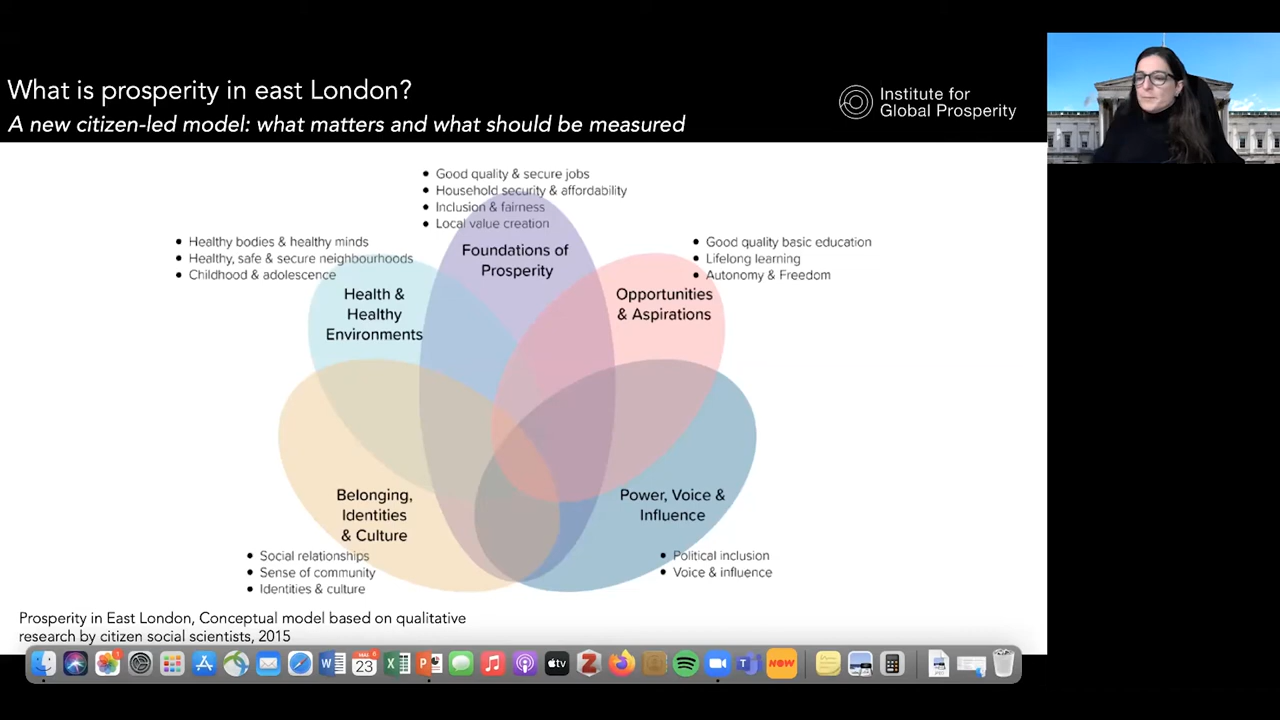 What is prosperity in east London?
A new citizen-led model: what matters and what should be measured
Institute for
Global Prosperity
• Good quality & secure jobs
• Household security & affordability
• Inclusion & fairness
• Local value creation
Foundations of
Prosperity
• Healthy bodies & healthy minds
• Healthy, safe & secure neighbourhoods
• Childhood & adolescence
Health &
Healthy
Environments
• Good quality basic education
• Lifelong learning
• Autonomy & Freedom
Opportunities
& Aspirations
Belonging,
Identities
& Culture
• Social relationships
• Sense of community
• Identities & culture
Power, Voice &
Influence
• Political inclusion
• Voice & influence
Prosperity in East London, Conceptual model based on qualitative
research by citizen social scientists, 2015
23
tv
NOW